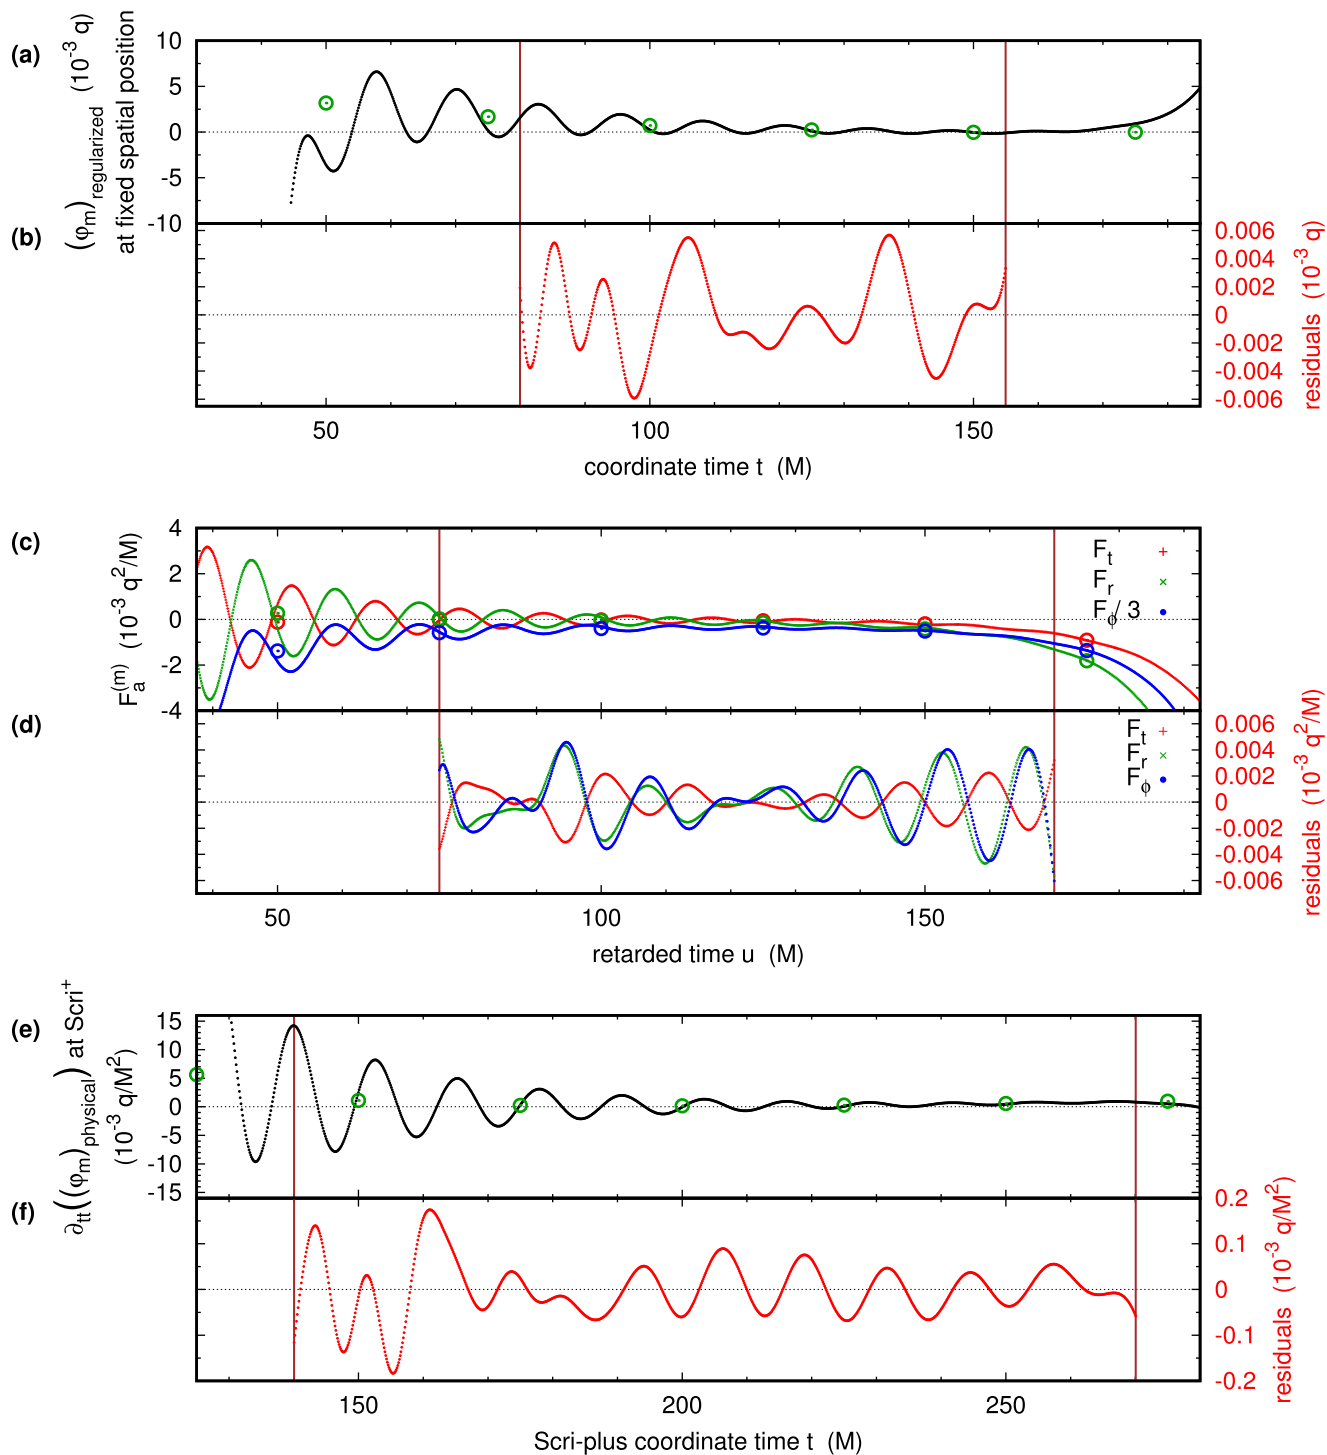 (a)
(φm)regularized (10⁻³ q)
at fixed spatial position
10
5
0
-5
-10
(b)
0.006
0.004
0.002
0
-0.002
-0.004
-0.006
residuals (10⁻³ q)
50 100 150
coordinate time t (M)
(c)
Fa(m) (10⁻³ q²/M)
4
2
0
-2
-4
Ft +
Fr ×
Fϕ/ 3 •
(d)
Ft +
Fr ×
Fϕ •
0.006
0.004
0.002
0
-0.002
-0.004
-0.006
residuals (10⁻³ q²/M)
50 100 150
retarded time u (M)
(e)
∂tt((φm)physical) at Scri⁺
(10⁻³ q/M²)
15
10
5
0
-5
-10
-15
(f)
0.2
0.1
0
-0.1
-0.2
residuals (10⁻³ q/M²)
150 200 250
Scri-plus coordinate time t (M)